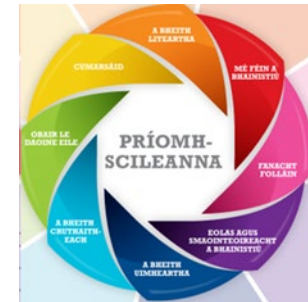 A BHEITH
LITEARTHA
MÉ FÉIN A
BHAINISTIÚ
FANACHT
FOLLÁIN
EOLAS AGUS
SMAOINTEOIREACHT
A BHAINISTIÚ
A BHEITH
UIMHEARTHA
A BHEITH
CRUTHAITH-
EACH
OBAIR LE
DAOINE EILE
CUMARSÁID
PRÍOMH-
SCILEANNA